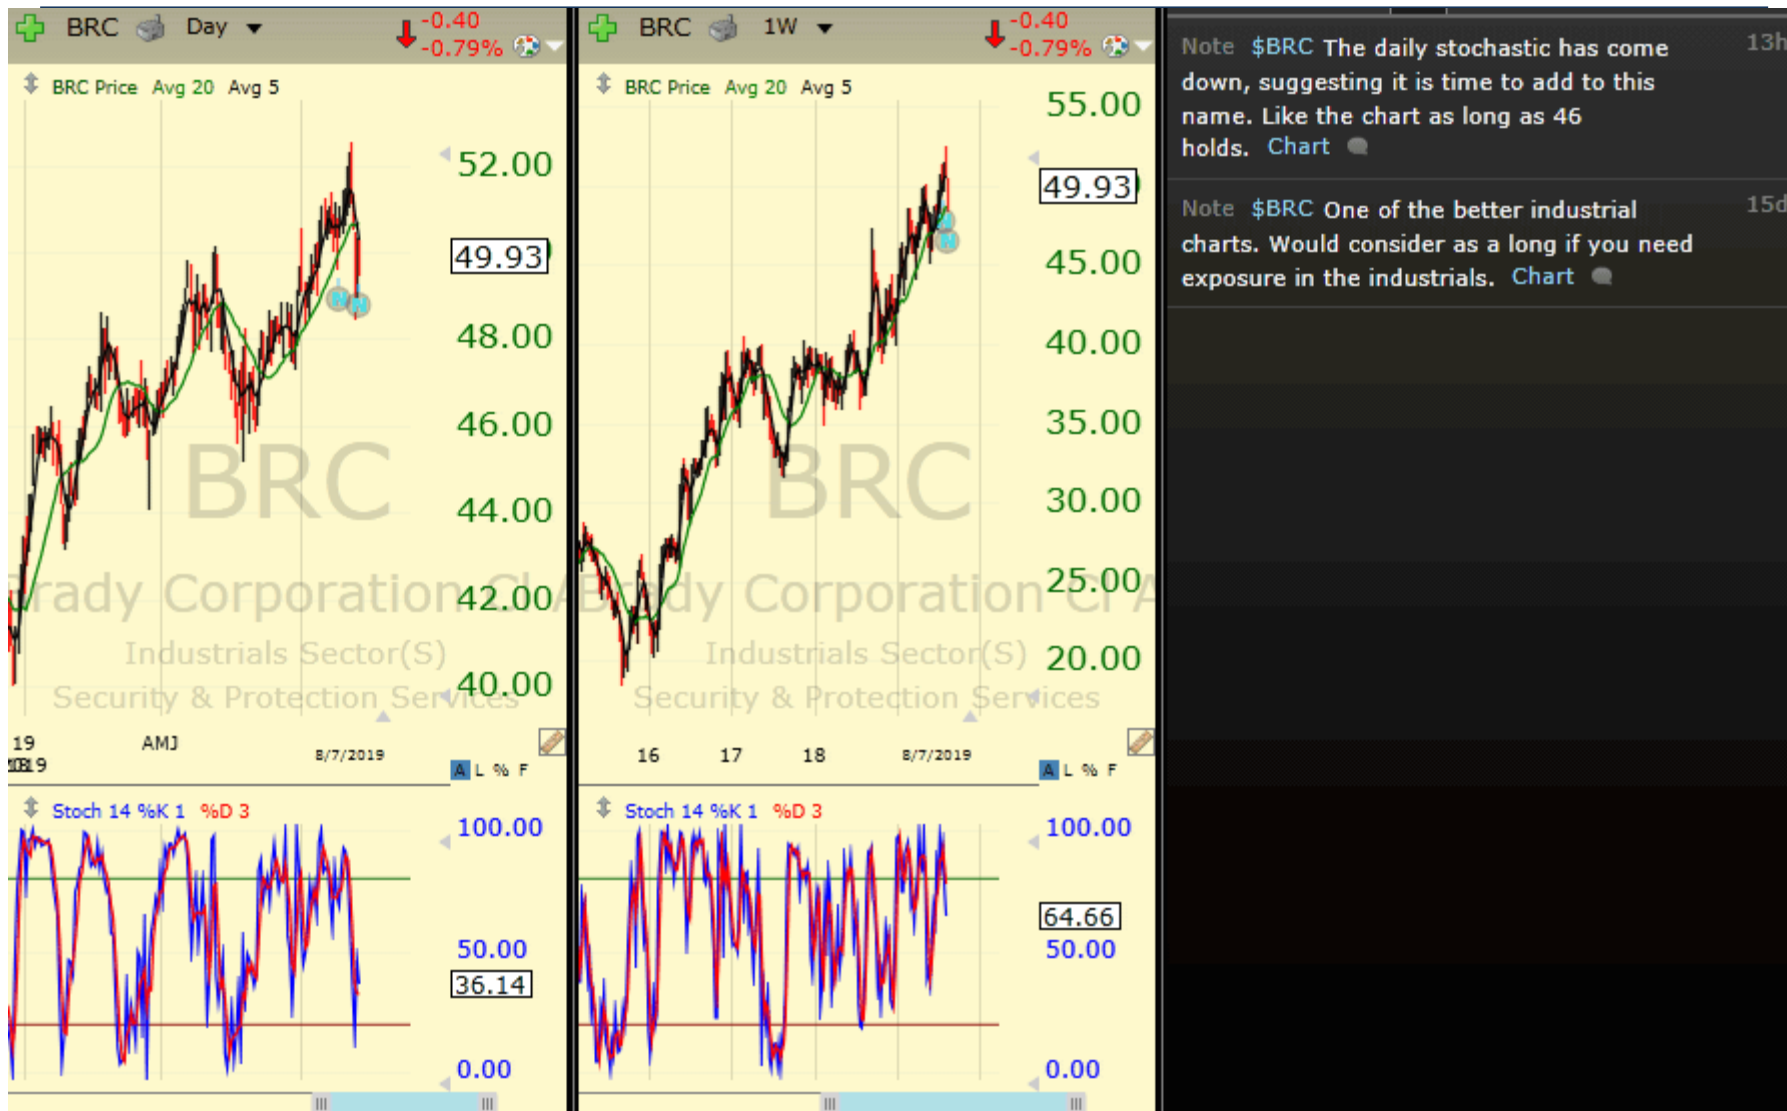 BRC Day
-0.40
-0.79%
BRC Price Avg 20 Avg 5
52.00
49.93
48.00
46.00
BRC
44.00
42.00
Brady Corporation Cl A
Industrials Sector(S)
40.00
Security & Protection Services
19
AMJ
8/7/2019
A L % F
Stoch 14 %K 1 %D 3
100.00
50.00
36.14
0.00
BRC 1W
-0.40
-0.79%
BRC Price Avg 20 Avg 5
55.00
49.93
45.00
40.00
35.00
BRC
30.00
25.00
Brady Corporation Cl A
Industrials Sector(S)
20.00
Security & Protection Services
16 17 18 8/7/2019
A L % F
Stoch 14 %K 1 %D 3
100.00
64.66
50.00
0.00
Note $BRC The daily stochastic has come 13h
down, suggesting it is time to add to this
name. Like the chart as long as 46
holds. Chart
Note $BRC One of the better industrial 15d
charts. Would consider as a long if you need
exposure in the industrials. Chart